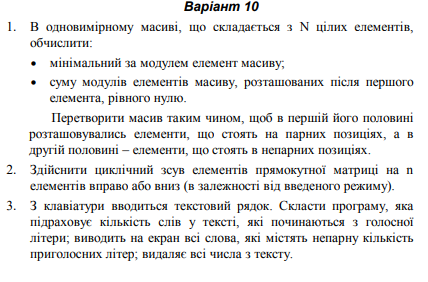 Варіант 10
1. В одновимірному масиві, що складається з N цілих елементів,
обчислити:
• мінімальний за модулем елемент масиву;
• суму модулів елементів масиву, розташованих після першого
елемента, рівного нулю.
Перетворити масив таким чином, щоб в першій його половині
розташовувались елементи, що стоять на парних позиціях, а в
другій половині – елементи, що стоять в непарних позиціях.
2. Здійснити циклічний зсув елементів прямокутної матриці на n
елементів вправо або вниз (в залежності від введеного режиму).
3. З клавіатури вводиться текстовий рядок. Скласти програму, яка
підраховує кількість слів у тексті, які починаються з голосної
літери; виводить на екран всі слова, які містять непарну кількість
приголосних літер; видаляє всі числа з тексту.